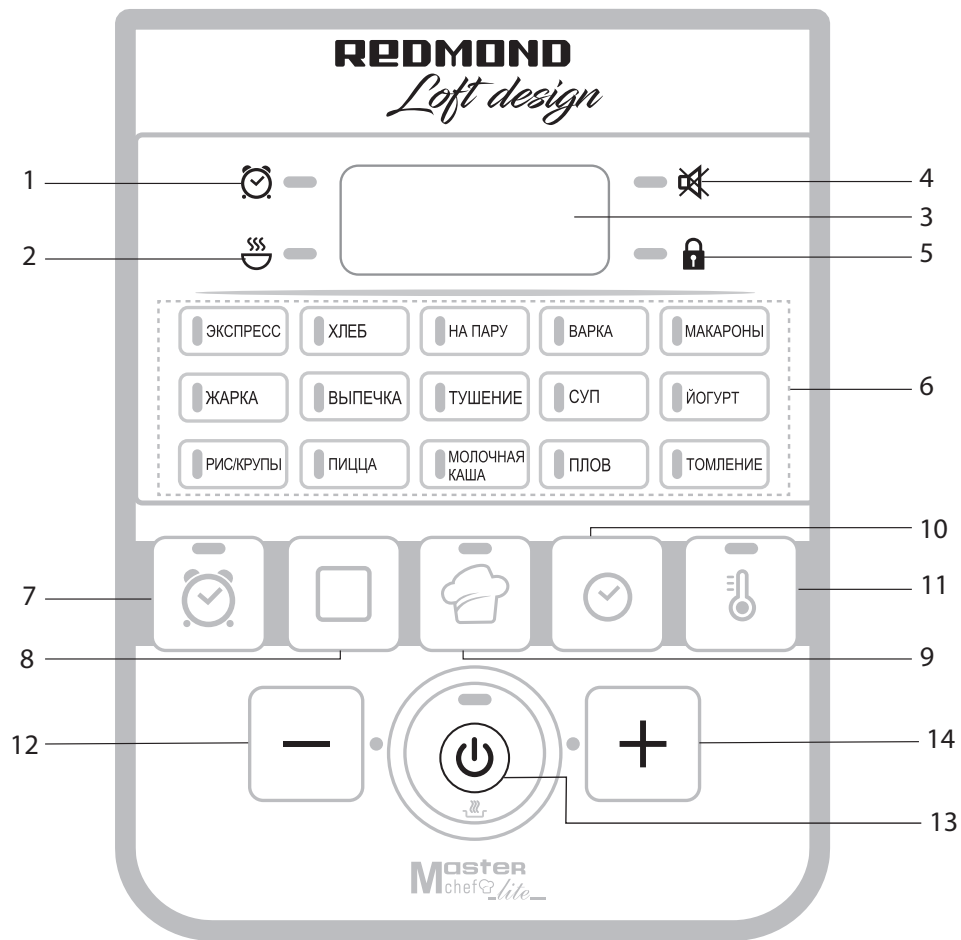 REDMOND
Loft design
1
4
3
2
5
ЭКСПРЕСС
ХЛЕБ
НА ПАРУ
ВАРКА
МАКАРОНЫ
6
ЖАРКА
ВЫПЕЧКА
ТУШЕНИЕ
СУП
ЙОГУРТ
РИС/КРУПЫ
ПИЦЦА
МОЛОЧНАЯ
КАША
ПЛОВ
ТОМЛЕНИЕ
10
7
11
8
9
12
14
13
Master
chef lite